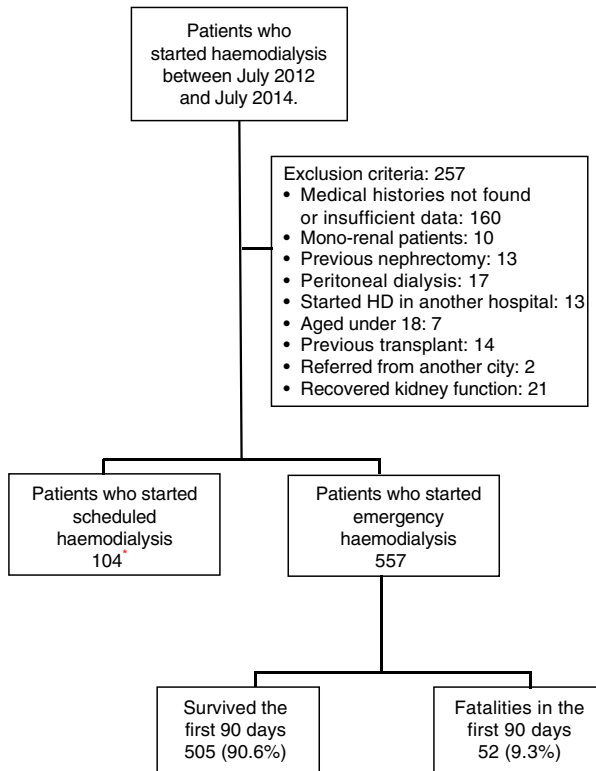 Patients who
started haemodialysis
between July 2012
and July 2014.
Exclusion criteria: 257
• Medical histories not found
or insufficient data: 160
• Mono-renal patients: 10
• Previous nephrectomy: 13
• Peritoneal dialysis: 17
• Started HD in another hospital: 13
• Aged under 18: 7
• Previous transplant: 14
• Referred from another city: 2
• Recovered kidney function: 21
Patients who started
scheduled
haemodialysis
104*
Patients who started
emergency
haemodialysis
557
Survived the
first 90 days
505 (90.6%)
Fatalities in the
first 90 days
52 (9.3%)